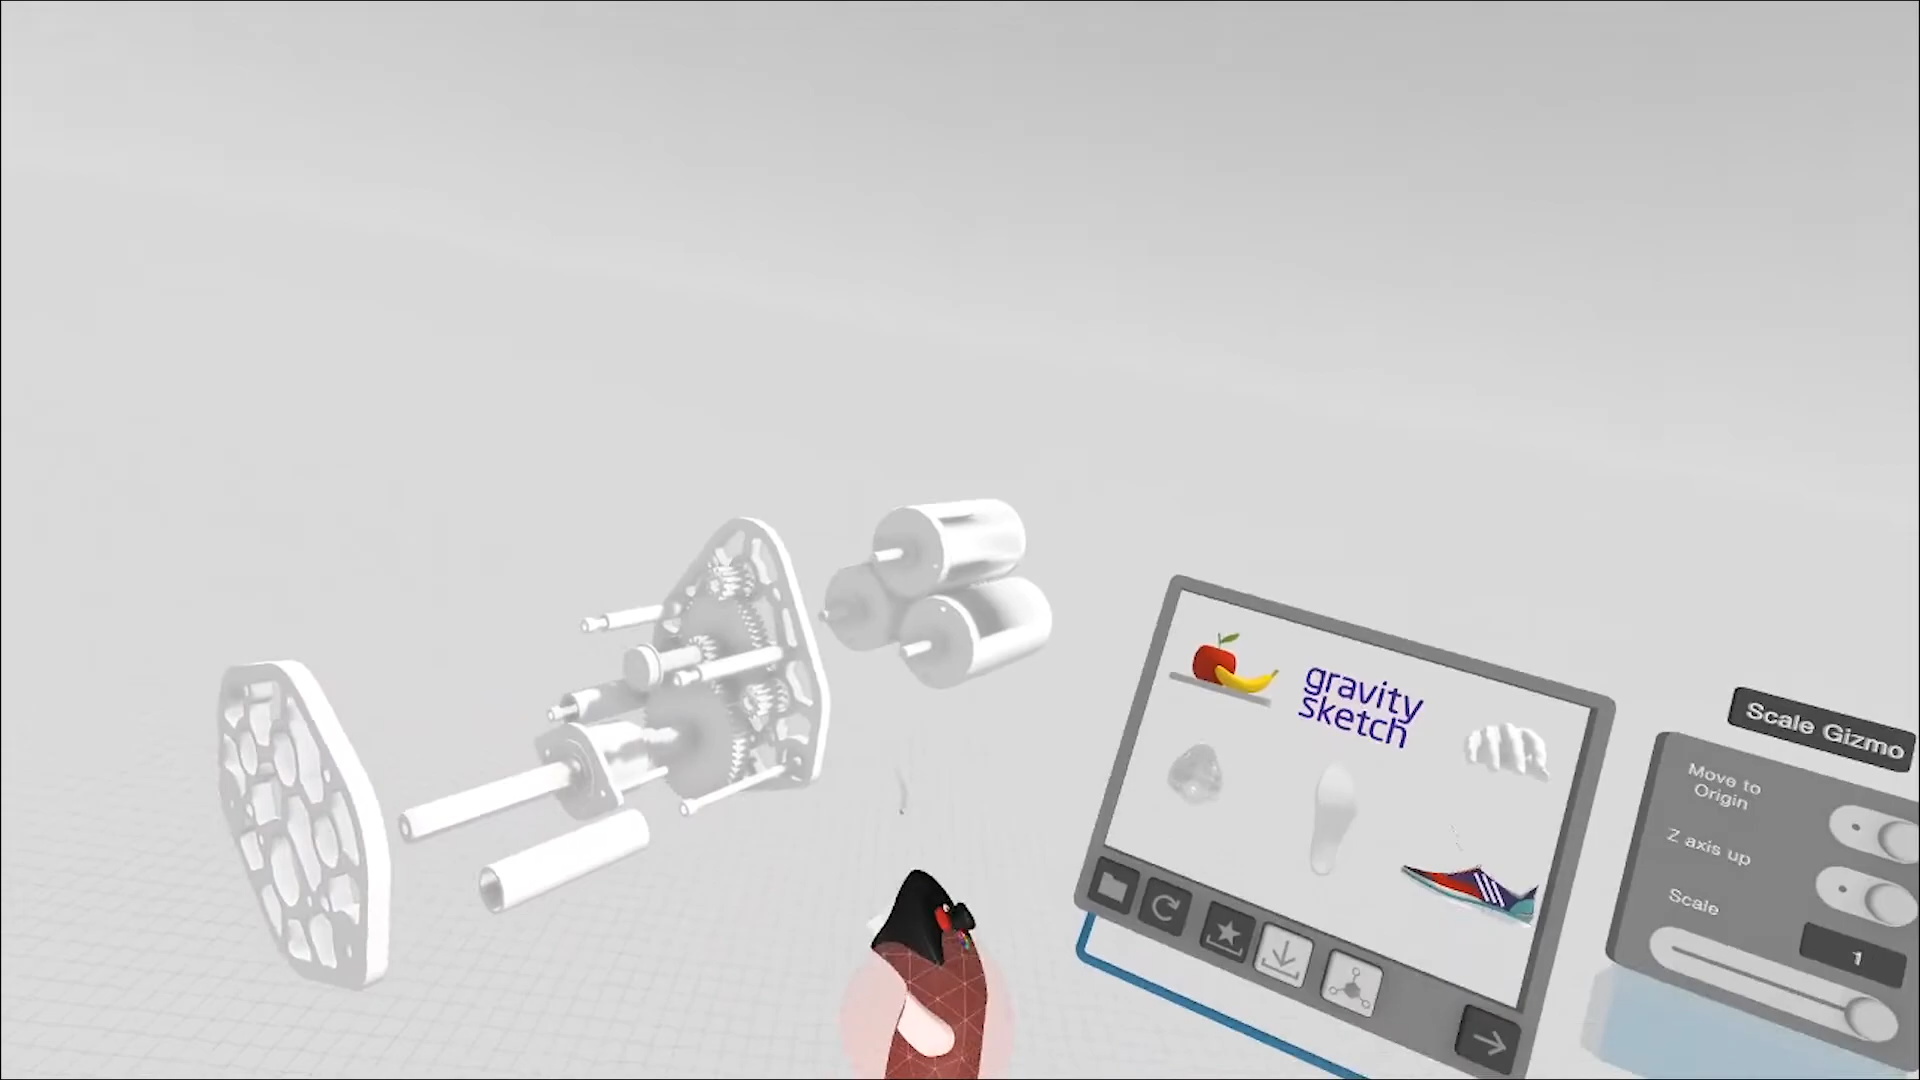 gravity
sketch
Scale Gizmo
Move to
Origin
Z axis up
Scale
1